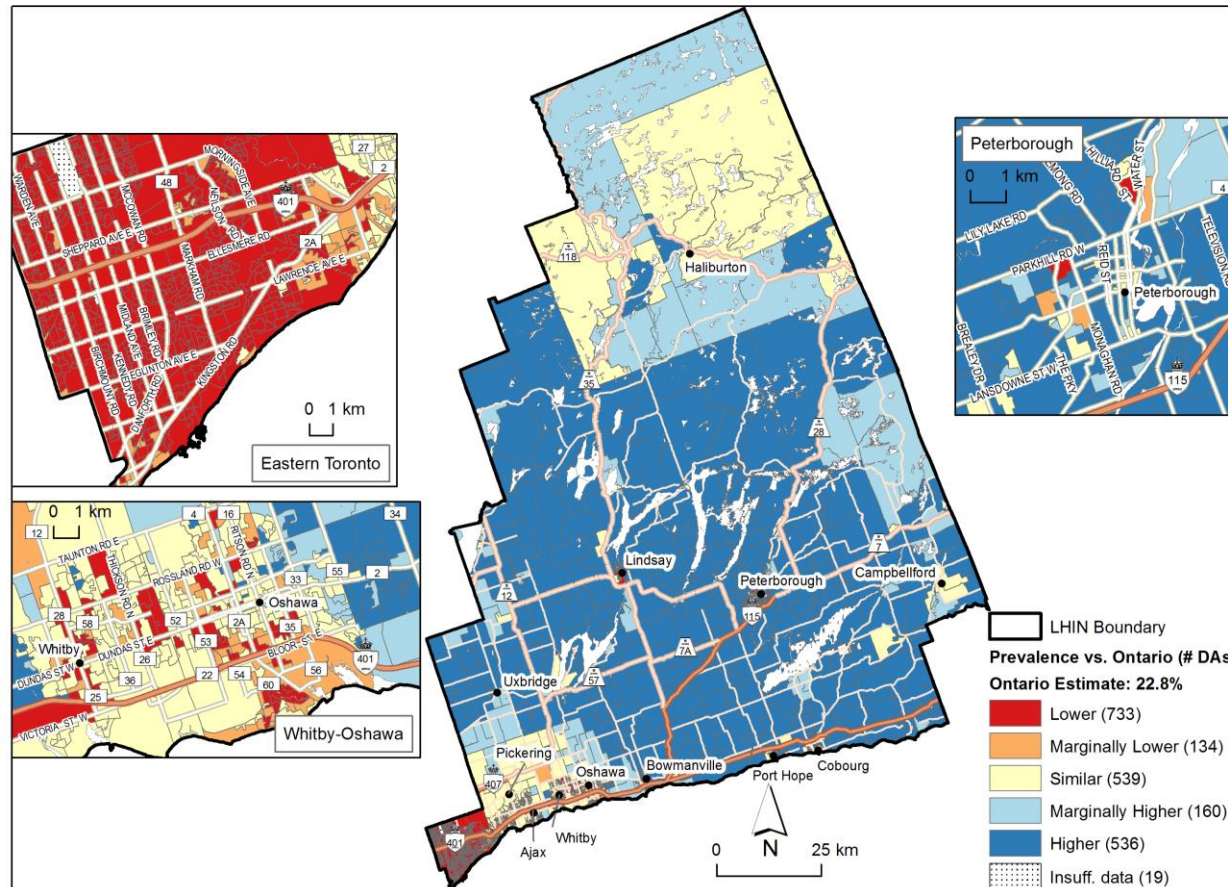 WARDEN AVE
MCCOWAN RD
48
MORNINGSIDE AVE
NEILSON RD
401
27
2
SHEPPARD AVE E
ELLESMERE RD
2A
LAWRENCE AVE E
MARKHAM RD
BRIMLEY RD
MIDLAND AVE
KENNEDY RD
BIRCHMOUNT RD
EGLINTON AVE E
DANFORTH RD
KINGSTON RD
0 1 km
Eastern Toronto
0 1 km
4
16
34
12
TAUNTON RD E
THICKSON RD N
ROSSLAND RD W
RITSON RD N
33
55
2
28
58
52
Oshawa
2A
53
35
Whitby
DUNDAS ST E
DUNDAS ST W
26
BLOOR ST E
401
36
22
54
56
25
60
VICTORIA ST W
Whitby-Oshawa
118
Haliburton
35
28
Lindsay
7
12
Peterborough
Campbellford
115
7A
57
Uxbridge
Pickering
407
Oshawa
Bowmanville
Port Hope
Cobourg
401
Ajax
Whitby
N
0 25 km
Peterborough
0 1 km
HILLIARD ST
WATER ST
4
LILY LAKE RD
PARKHILL RD W
REID ST
TELEVISION RD
Peterborough
BREALEY DR
LANSDOWNE ST W
THE PKY
MONAGHAN RD
115
LHIN Boundary
Prevalence vs. Ontario (# DAs
Ontario Estimate: 22.8%
Lower (733)
Marginally Lower (134)
Similar (539)
Marginally Higher (160)
Higher (536)
Insuff. data (19)